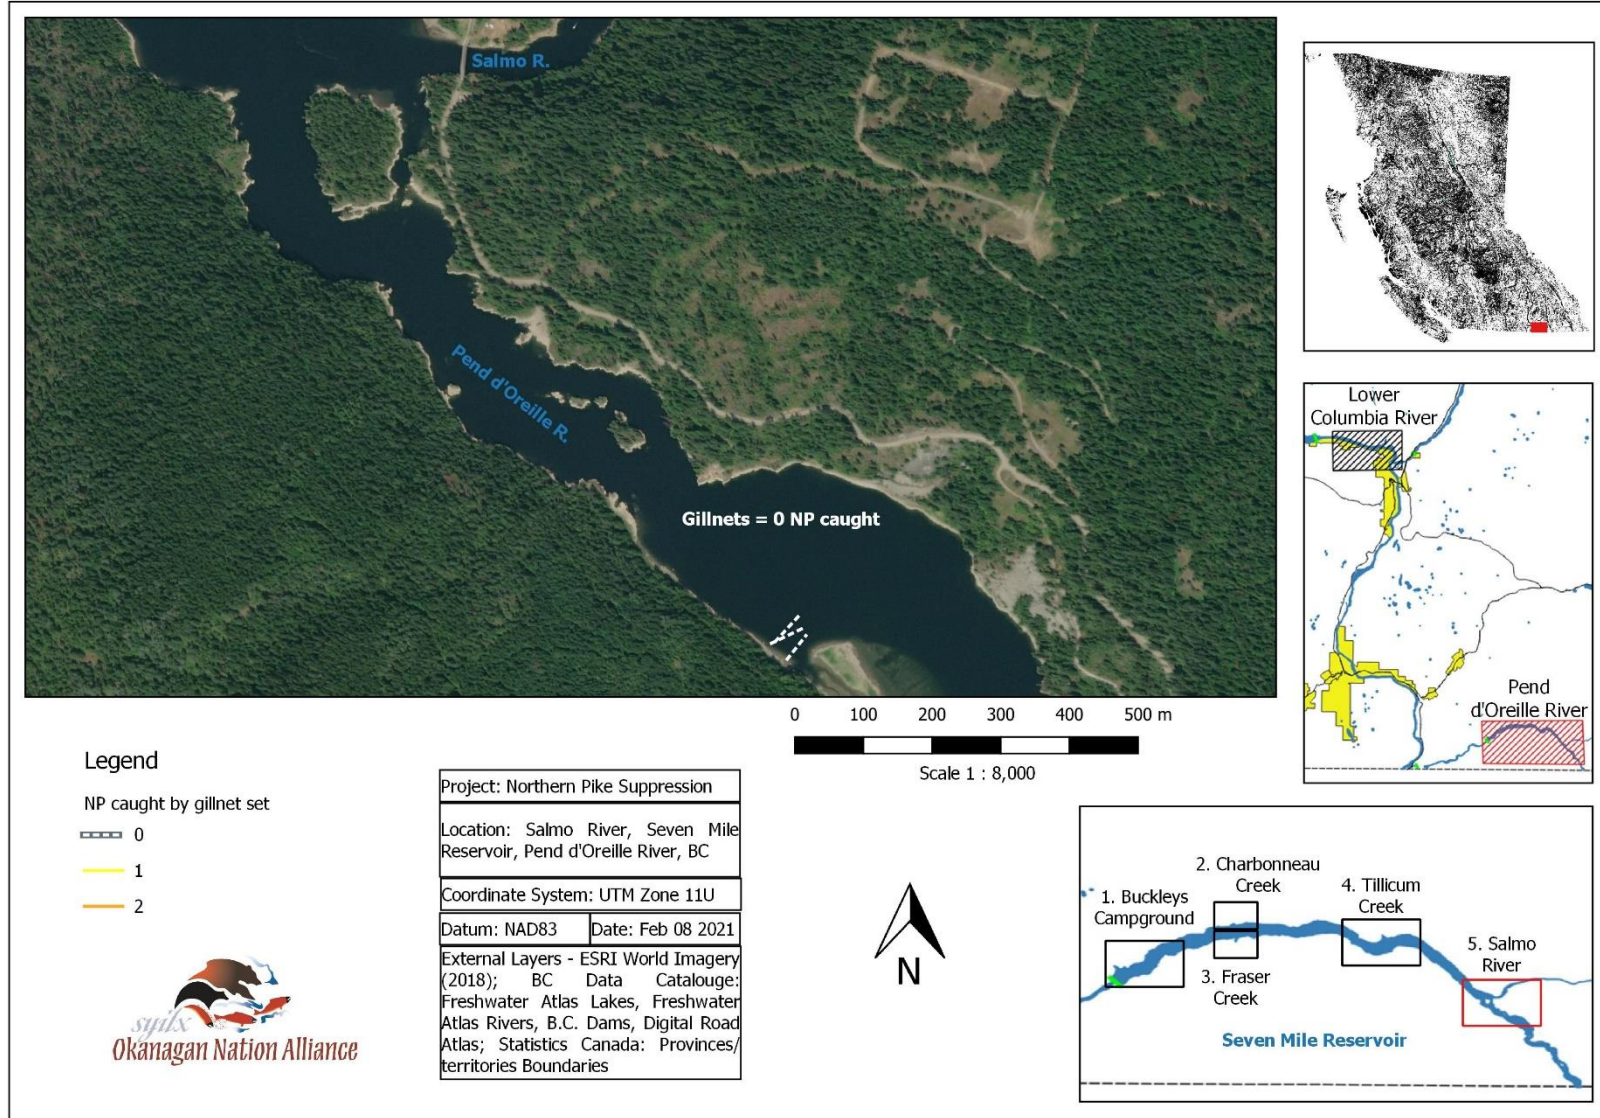 Salmo R.
Pend d'Oreille R.
Gillnets = 0 NP caught
0 100 200 300 400 500 m
Scale 1 : 8,000
Legend
NP caught by gillnet set
0
1
2
syilx
Okanagan Nation Alliance
Project: Northern Pike Suppression
Location: Salmo River, Seven Mile
Reservoir, Pend d'Oreille River, BC
Coordinate System: UTM Zone 11U
Datum: NAD83 Date: Feb 08 2021
External Layers - ESRI World Imagery
(2018); BC Data Catalouge:
Freshwater Atlas Lakes, Freshwater
Atlas Rivers, B.C. Dams, Digital Road
Atlas; Statistics Canada: Provinces/
territories Boundaries
N
Lower
Columbia River
Pend
d'Oreille River
1. Buckleys
Campground
2. Charbonneau
Creek
3. Fraser
Creek
4. Tillicum
Creek
5. Salmo
River
Seven Mile Reservoir